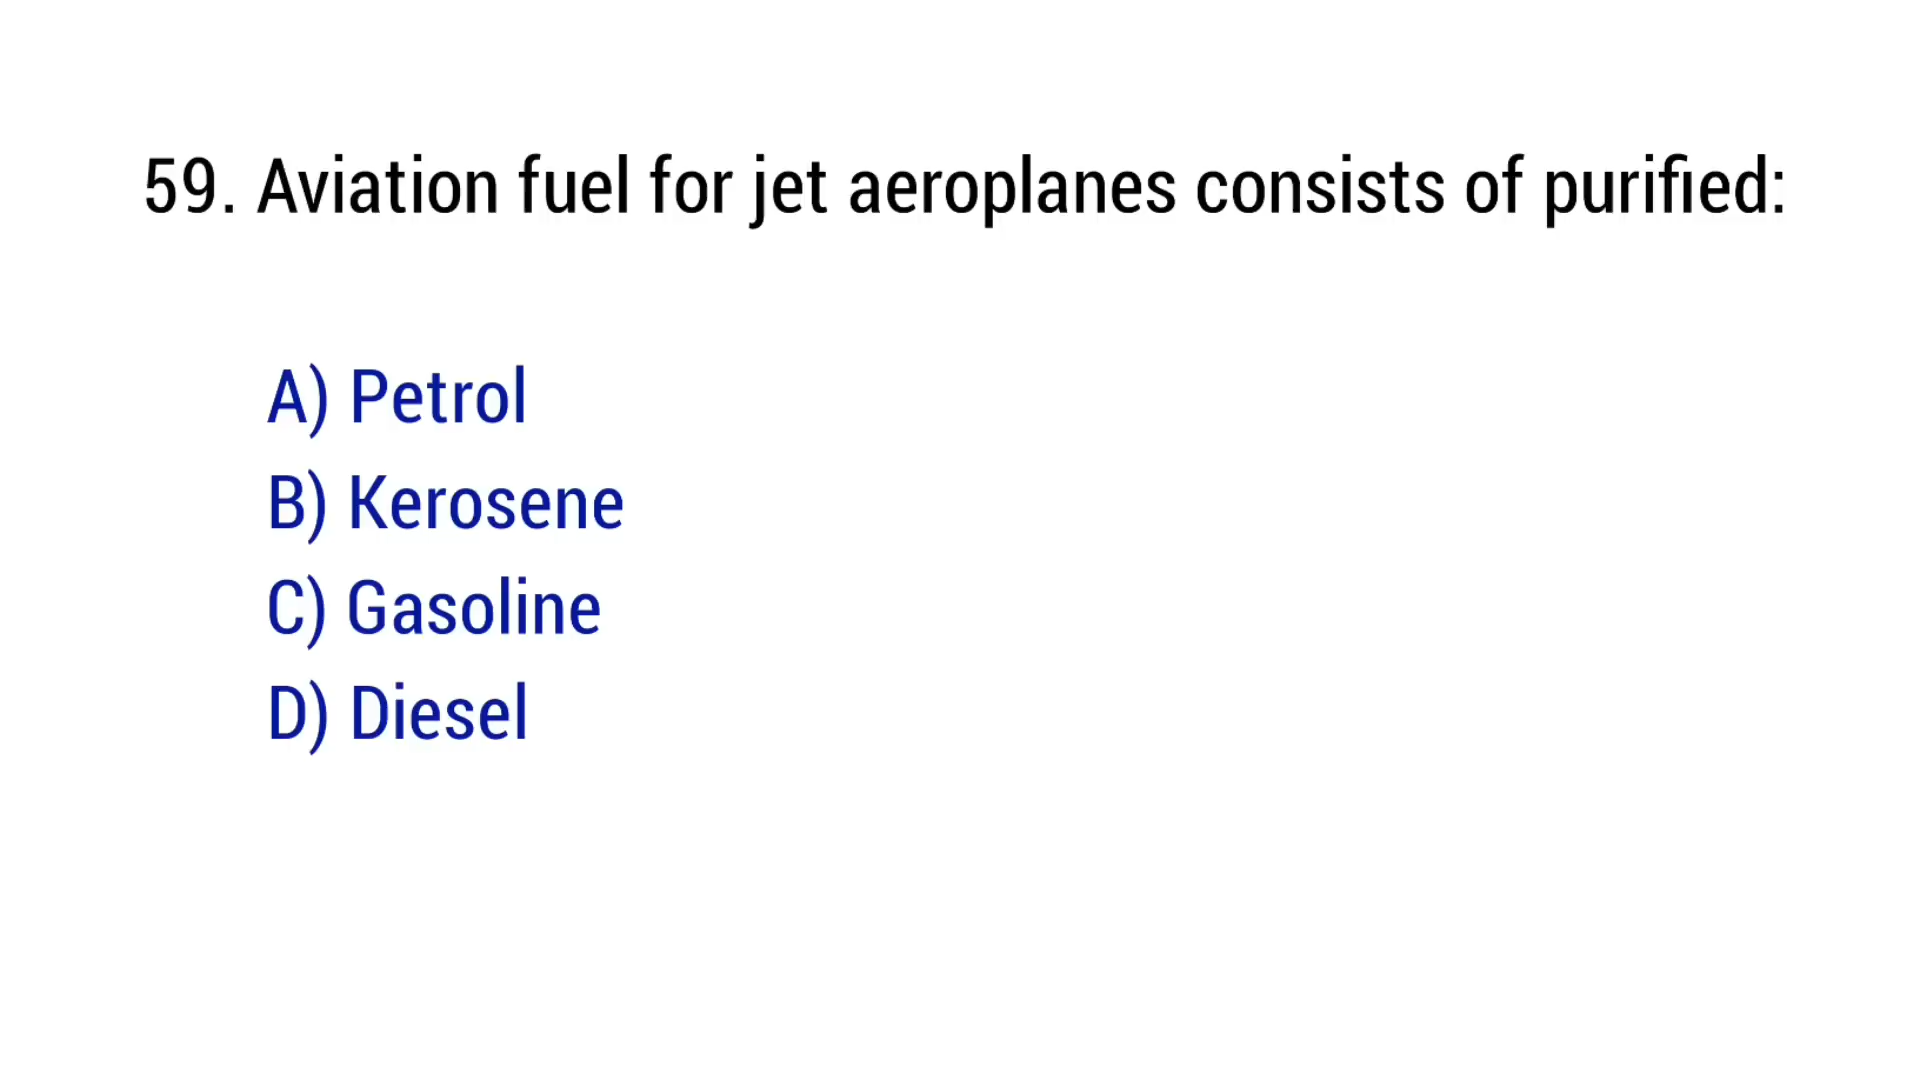 59. Aviation fuel for jet aeroplanes consists of purified:
A) Petrol
B) Kerosene
C) Gasoline
D) Diesel